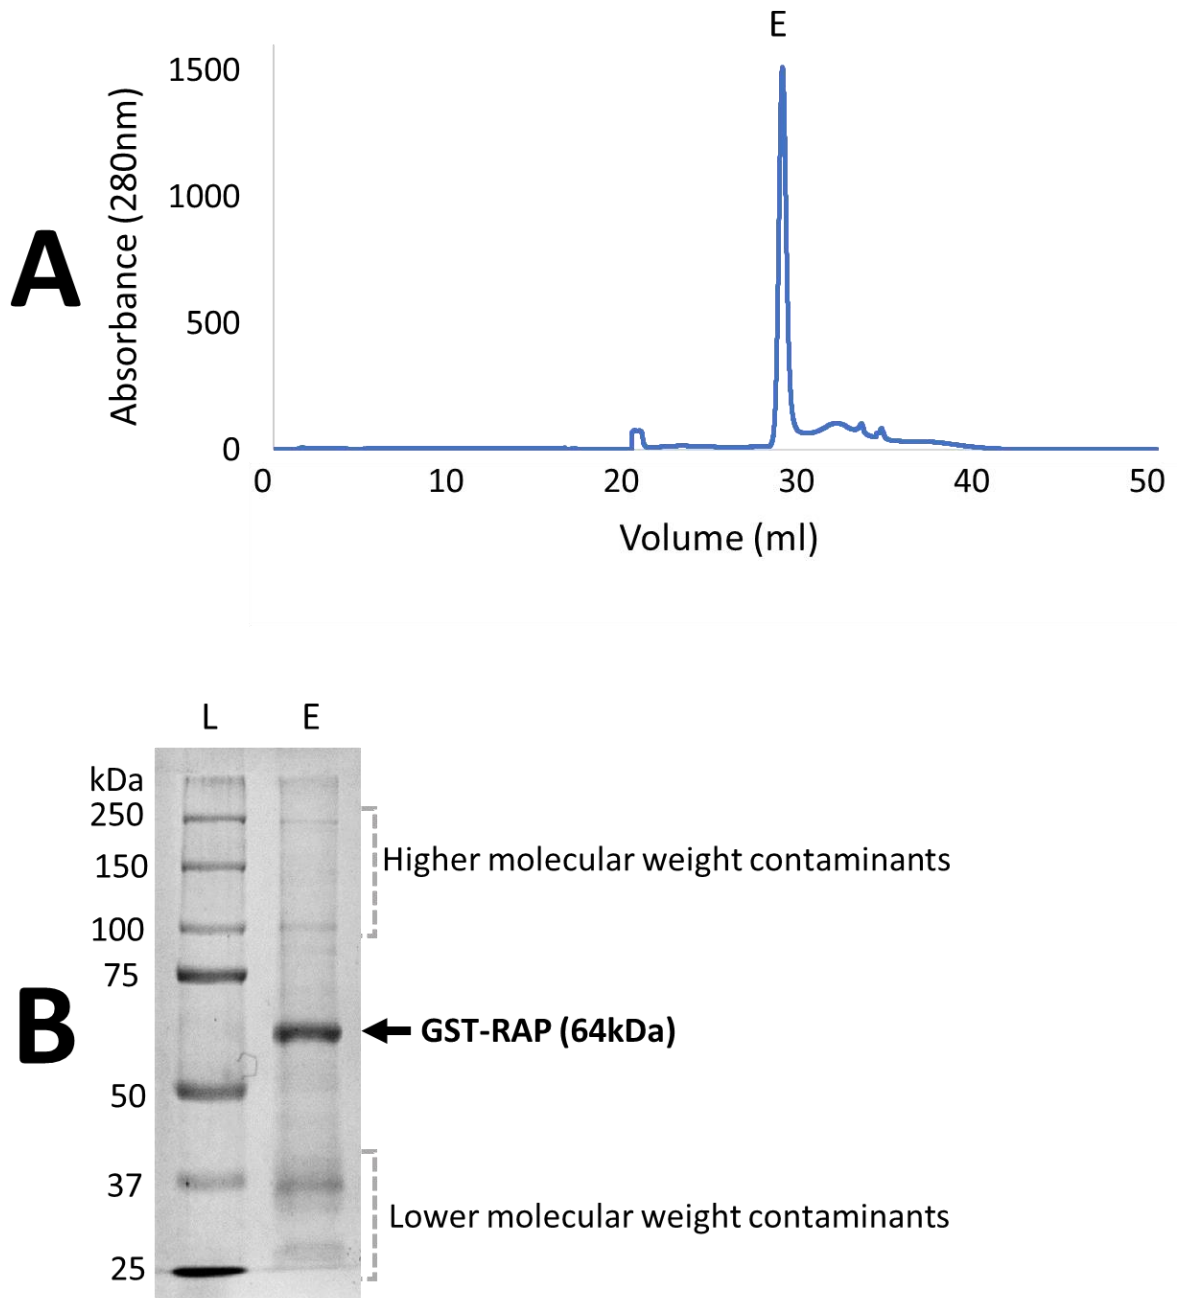 E
1500
1000
500
0
Absorbance (280nm)
A
0 10 20 30 40 50
Volume (ml)
L E
kDa
250
150
100
75
50
37
25
B
Higher molecular weight contaminants
GST-RAP (64kDa)
Lower molecular weight contaminants